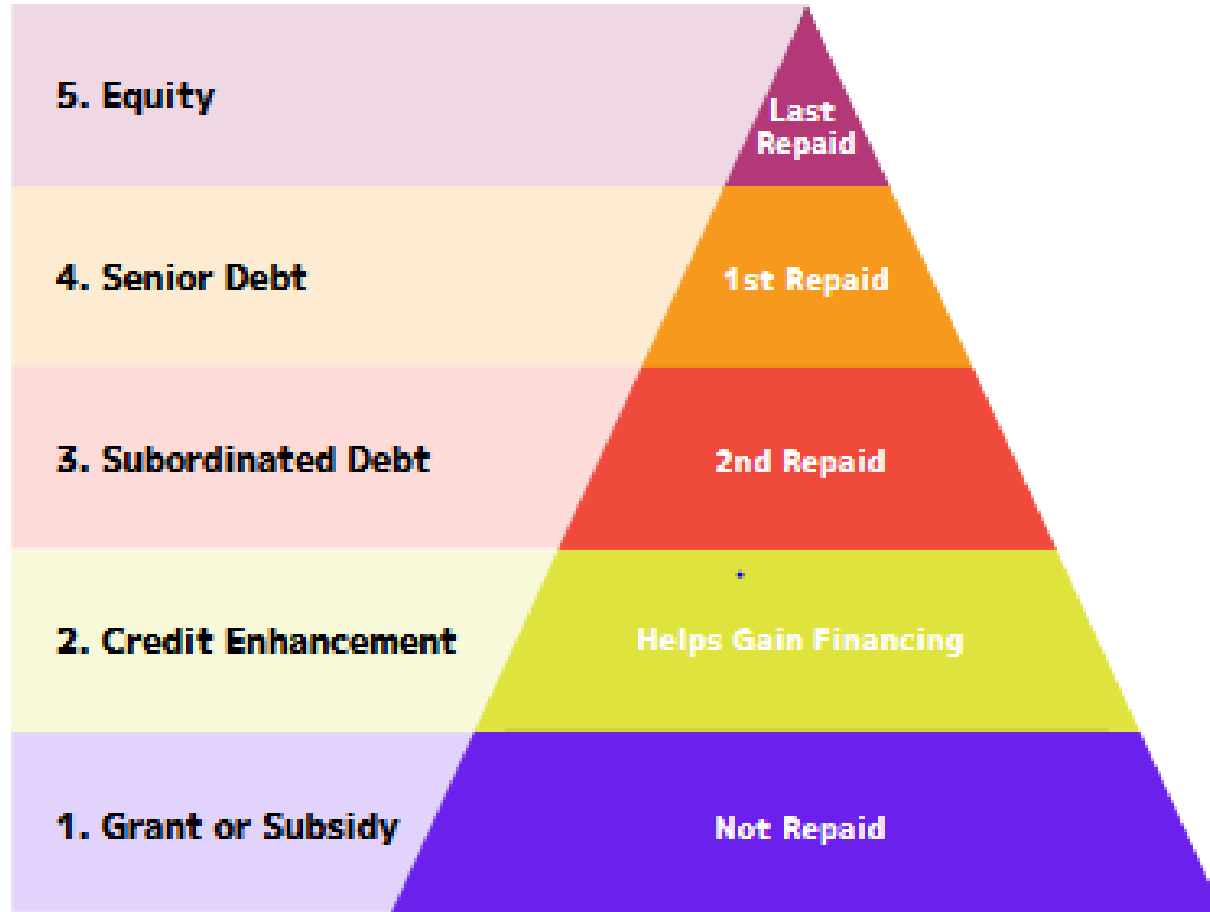 5. Equity
Last
Repaid
4. Senior Debt
1st Repaid
3. Subordinated Debt
2nd Repaid
2. Credit Enhancement
Helps Gain Financing
1. Grant or Subsidy
Not Repaid